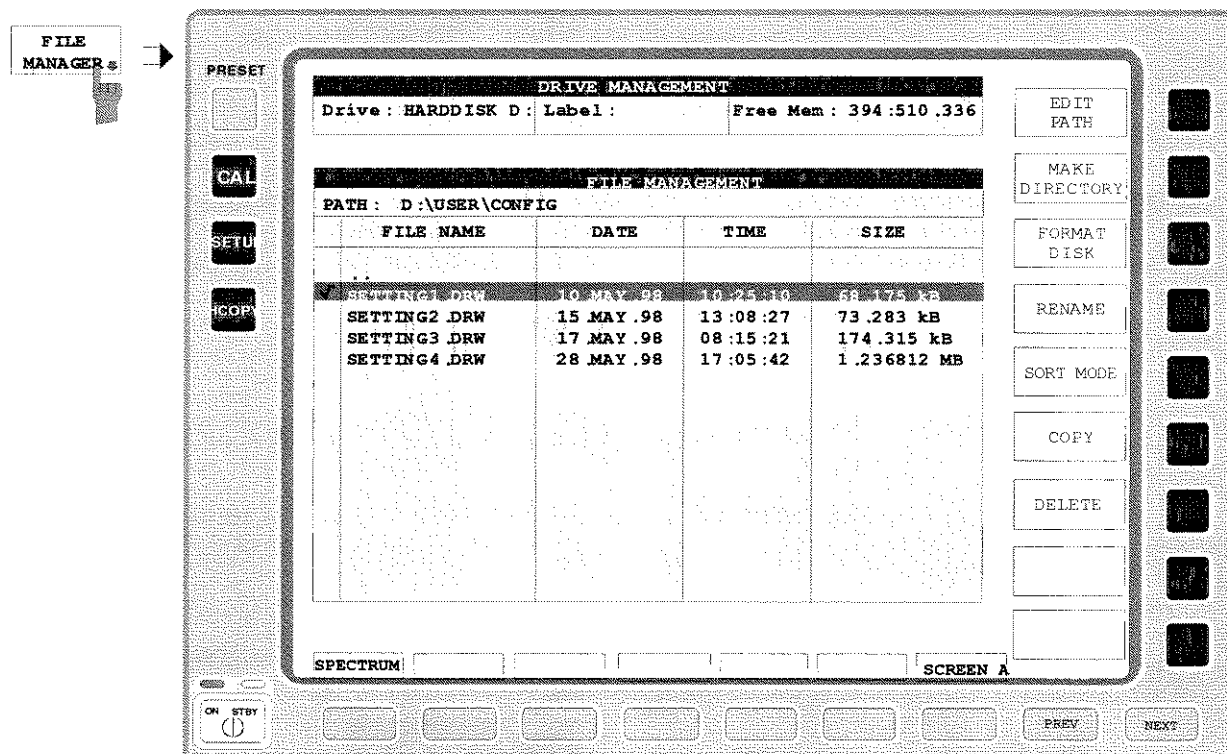 FILE
MANAGER
PRESET
CAL
SETUP
HCOPY
DRIVE MANAGEMENT
Drive : HARDDISK D : Label : Free Mem : 394 :510 .336
FILE MANAGEMENT
PATH : D :\USER\CONFIG
FILE NAME DATE TIME SIZE
..
SETTING1 .DRW 10 .MAY .98 10 :25 :10 68 .175 kB
SETTING2 .DRW 15 .MAY .98 13 :08 :27 73 .283 kB
SETTING3 .DRW 17 .MAY .98 08 :15 :21 174 .315 kB
SETTING4 .DRW 28 .MAY .98 17 :05 :42 1 .236812 MB
EDIT
PATH
MAKE
DIRECTORY
FORMAT
DISK
RENAME
SORT MODE
COPY
DELETE
SPECTRUM SCREEN A
ON STBY
PREV NEXT